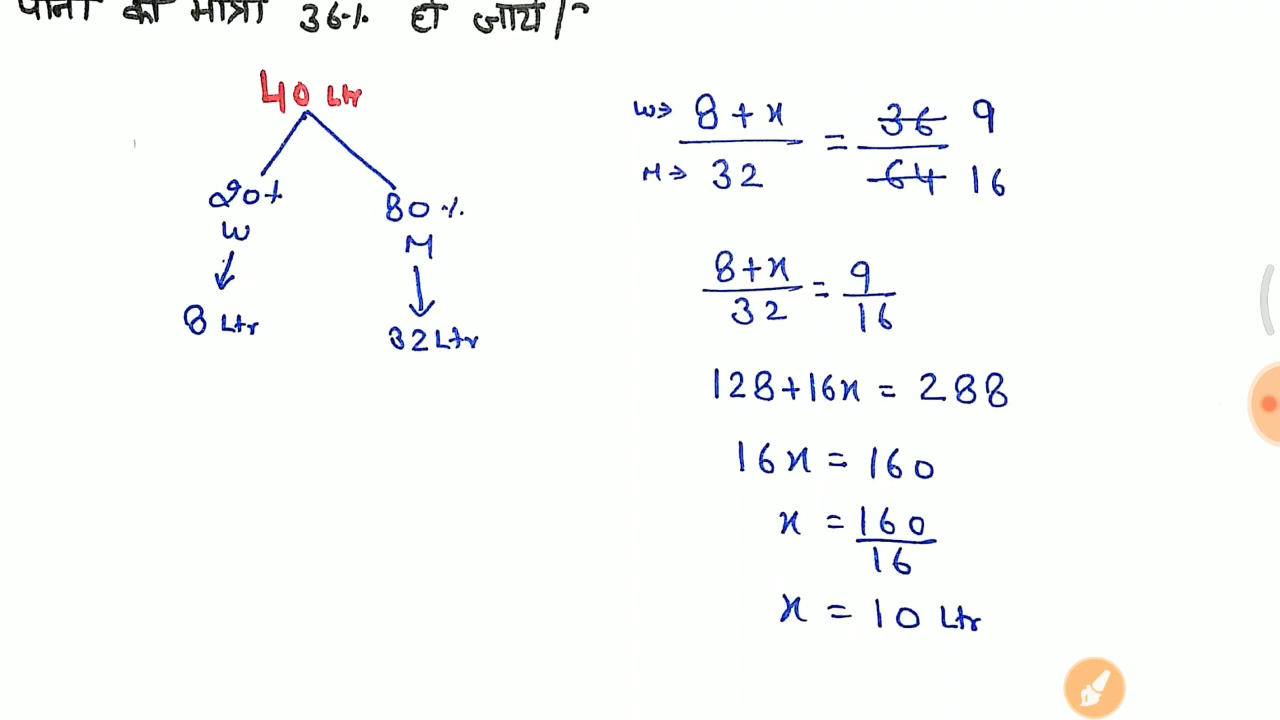 पानी की मात्रा 36% हो जाये/?
40 Ltr
20%
W
8 Ltr
80%
M
32 Ltr
W⇒ 8+x / 32 = 36 9 / 64 16
M⇒
8+x / 32 = 9 / 16
128+16x = 288
16x = 160
x = 160 / 16
x = 10 Ltr